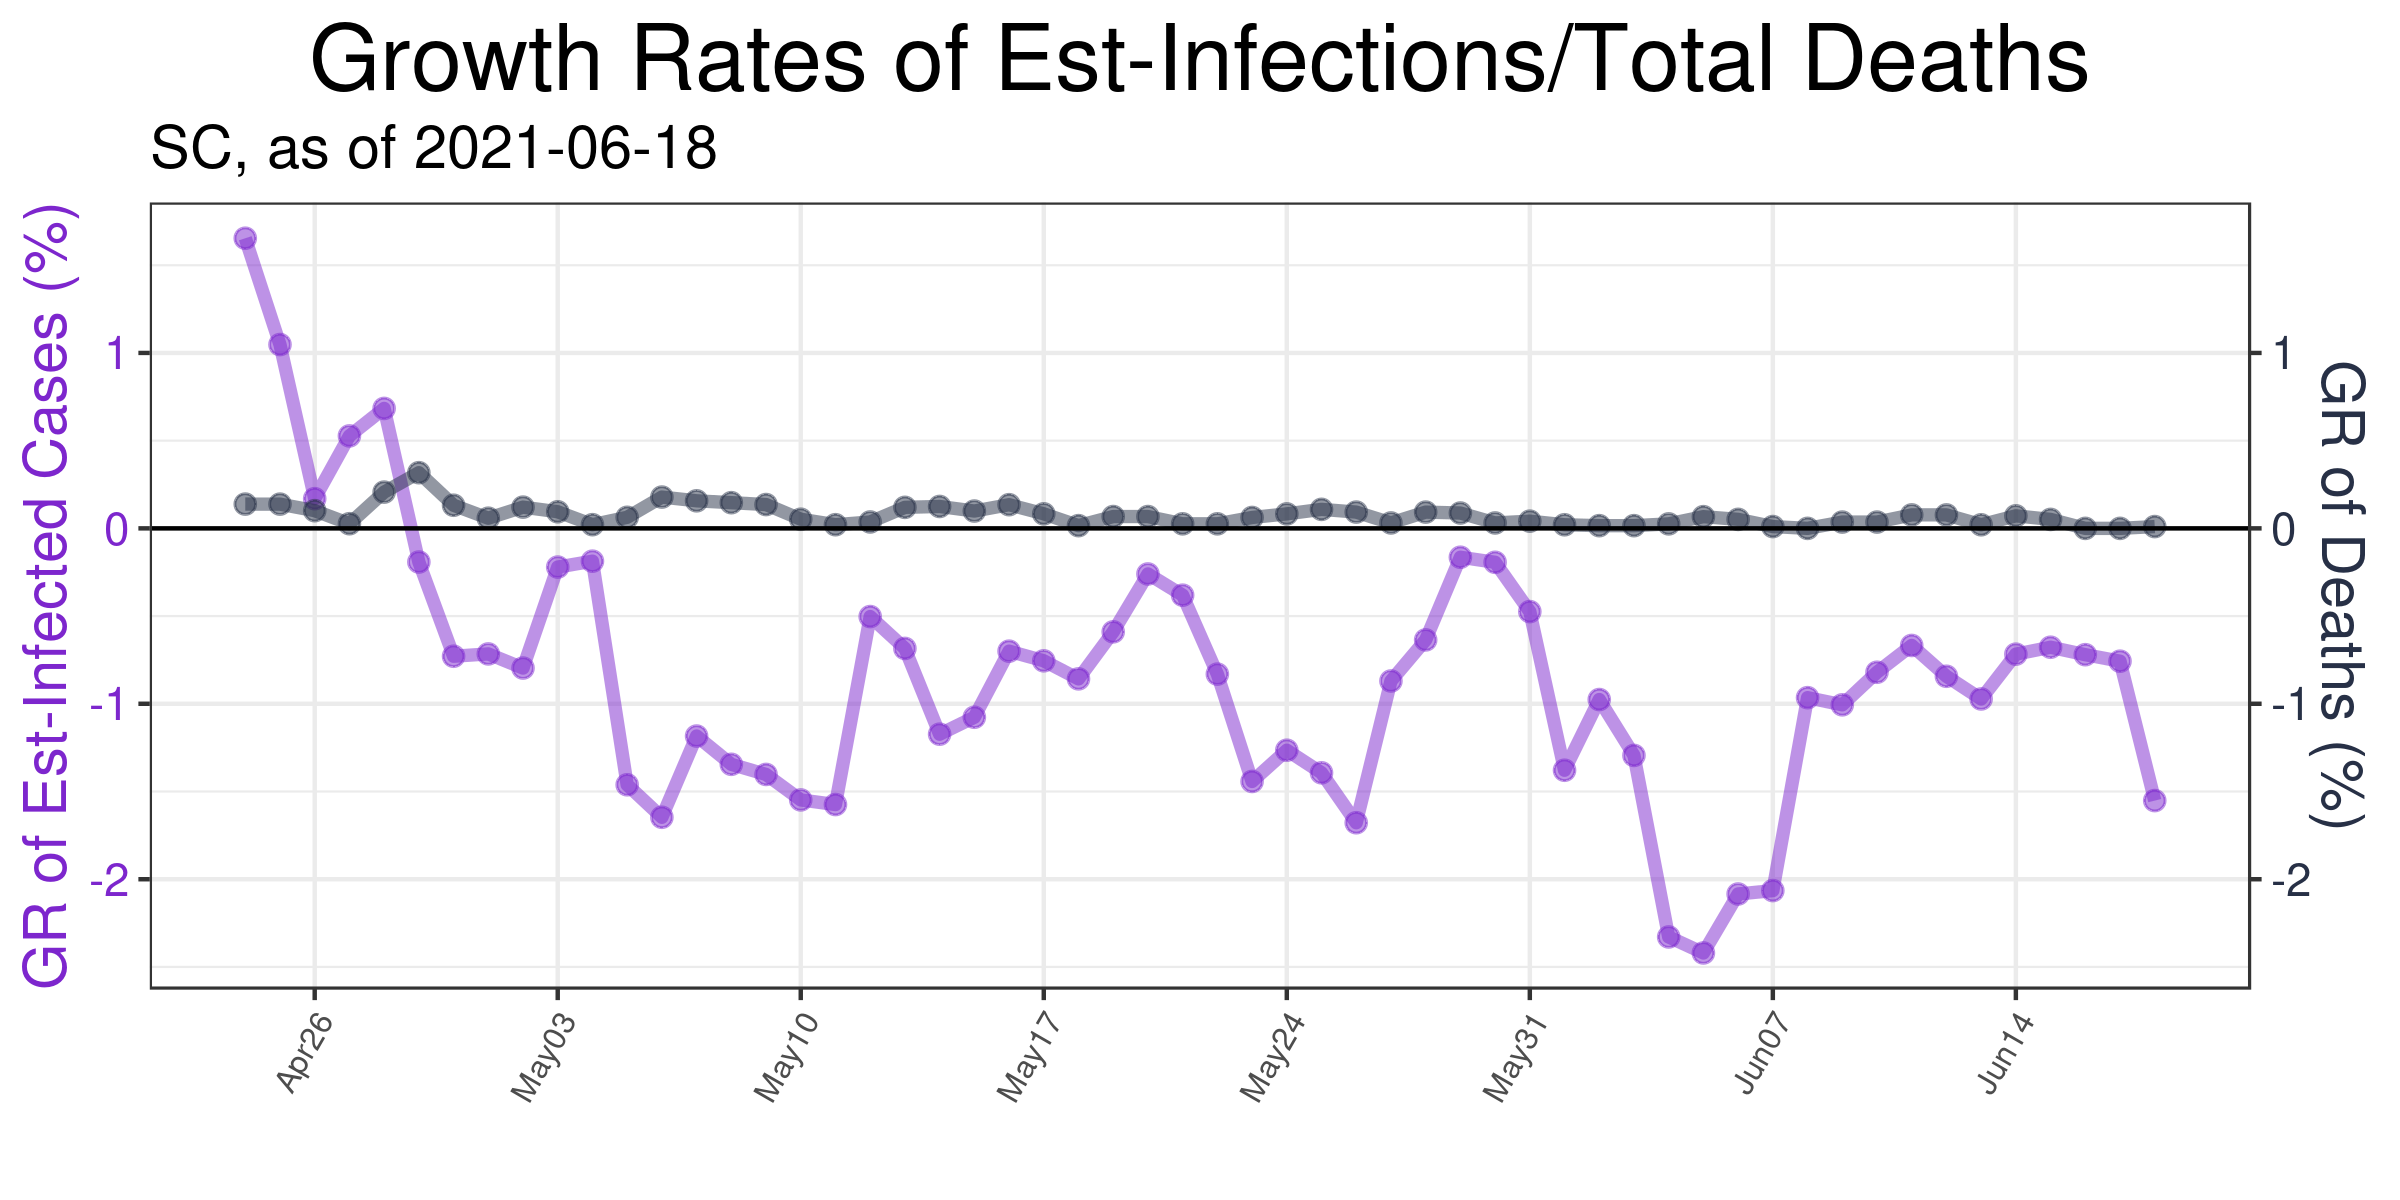 Growth Rates of Est-Infections/Total Deaths
SC, as of 2021-06-18
GR of Est-Infected Cases (%)
1
0
-1
-2
1
0
-1
-2
GR of Deaths (%)
Apr26
May03
May10
May17
May24
May31
Jun07
Jun14